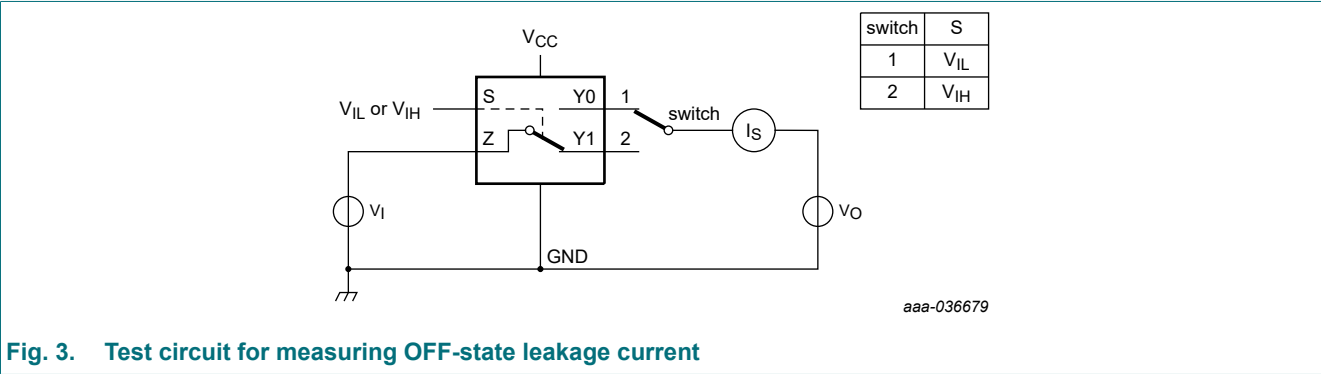 switch S
1 VIL
2 VIH
VCC
VIL or VIH
S
Y0
1
switch
IS
Z
Y1
2
VI
VO
GND
aaa-036679
Fig. 3. Test circuit for measuring OFF-state leakage current